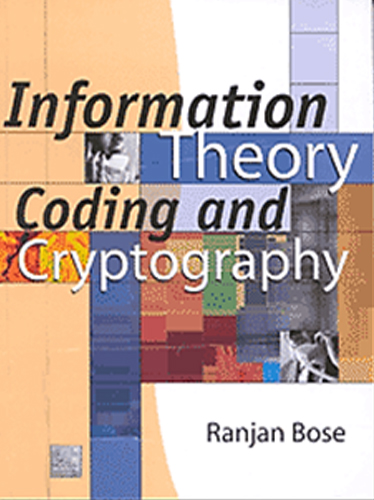 Information
Theory
Coding and
Cryptography
Ranjan Bose